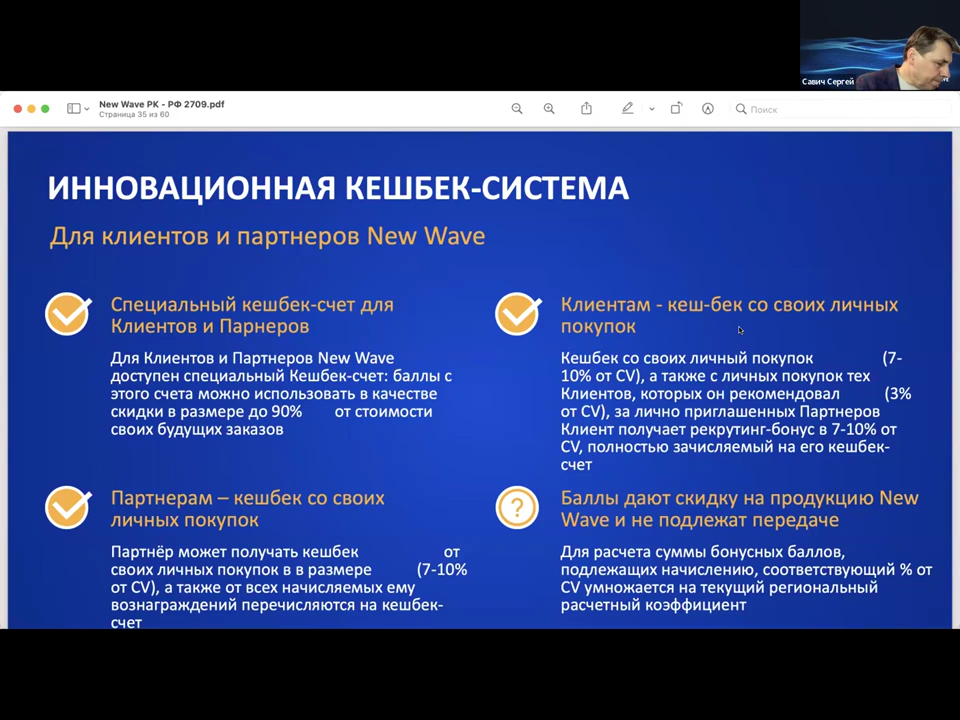 Савич Сергей
New Wave РК - РФ 2709.pdf
Страница 35 из 60
Поиск
ИННОВАЦИОННАЯ КЕШБЕК-СИСТЕМА
Для клиентов и партнеров New Wave
Специальный кешбек-счет для
Клиентов и Парнеров
Для Клиентов и Партнеров New Wave
доступен специальный Кешбек-счет: баллы с
этого счета можно использовать в качестве
скидки в размере до 90% от стоимости
своих будущих заказов
Клиентам - кеш-бек со своих личных
покупок
Кешбек со своих личный покупок (7-
10% от CV), а также с личных покупок тех
Клиентов, которых он рекомендовал (3%
от CV), за лично приглашенных Партнеров
Клиент получает рекрутинг-бонус в 7-10% от
CV, полностью зачисляемый на его кешбек-
счет
Партнерам – кешбек со своих
личных покупок
Партнёр может получать кешбек от
своих личных покупок в в размере (7-10%
от CV), а также от всех начисляемых ему
вознаграждений перечисляются на кешбек-
счет
Баллы дают скидку на продукцию New
Wave и не подлежат передаче
Для расчета суммы бонусных баллов,
подлежащих начислению, соответствующий % от
CV умножается на текущий региональный
расчетный коэффициент